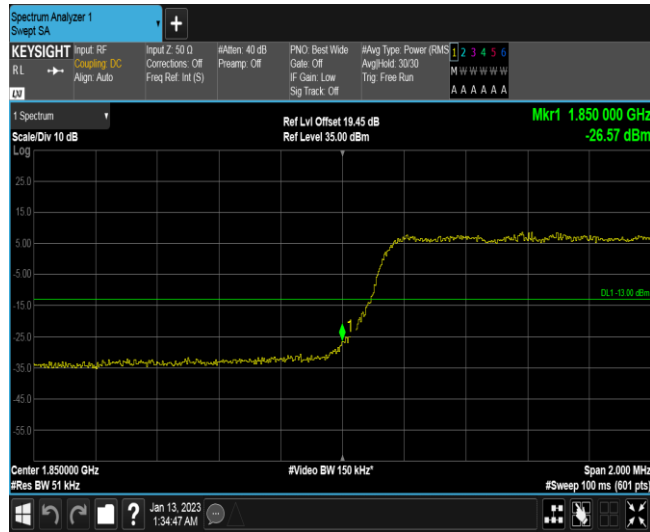 Spectrum Analyzer 1
Swept SA
+
KEYSIGHT
RL
LXI
Input: RF
Coupling: DC
Align: Auto
Input Z: 50 Ω
Corrections: Off
Freq Ref: Int (S)
#Atten: 40 dB
Preamp: Off
PNO: Best Wide
Gate: Off
IF Gain: Low
Sig Track: Off
#Avg Type: Power (RMS
Avg|Hold: 30/30
Trig: Free Run
1 2 3 4 5 6
M W W W W W
A A A A A A
1 Spectrum
Scale/Div 10 dB
Log
Ref Lvl Offset 19.45 dB
Ref Level 35.00 dBm
Mkr1 1.850 000 GHz
-26.57 dBm
25.0
15.0
5.00
-5.00
-15.0
-25.0
-35.0
-45.0
-55.0
DL1 -13.00 dBm
1
Center 1.85000 GHz
#Res BW 51 kHz
#Video BW 150 kHz*
Span 2.000 MHz
#Sweep 100 ms (601 pts)
?
Jan 13, 2023
1:34:47 AM